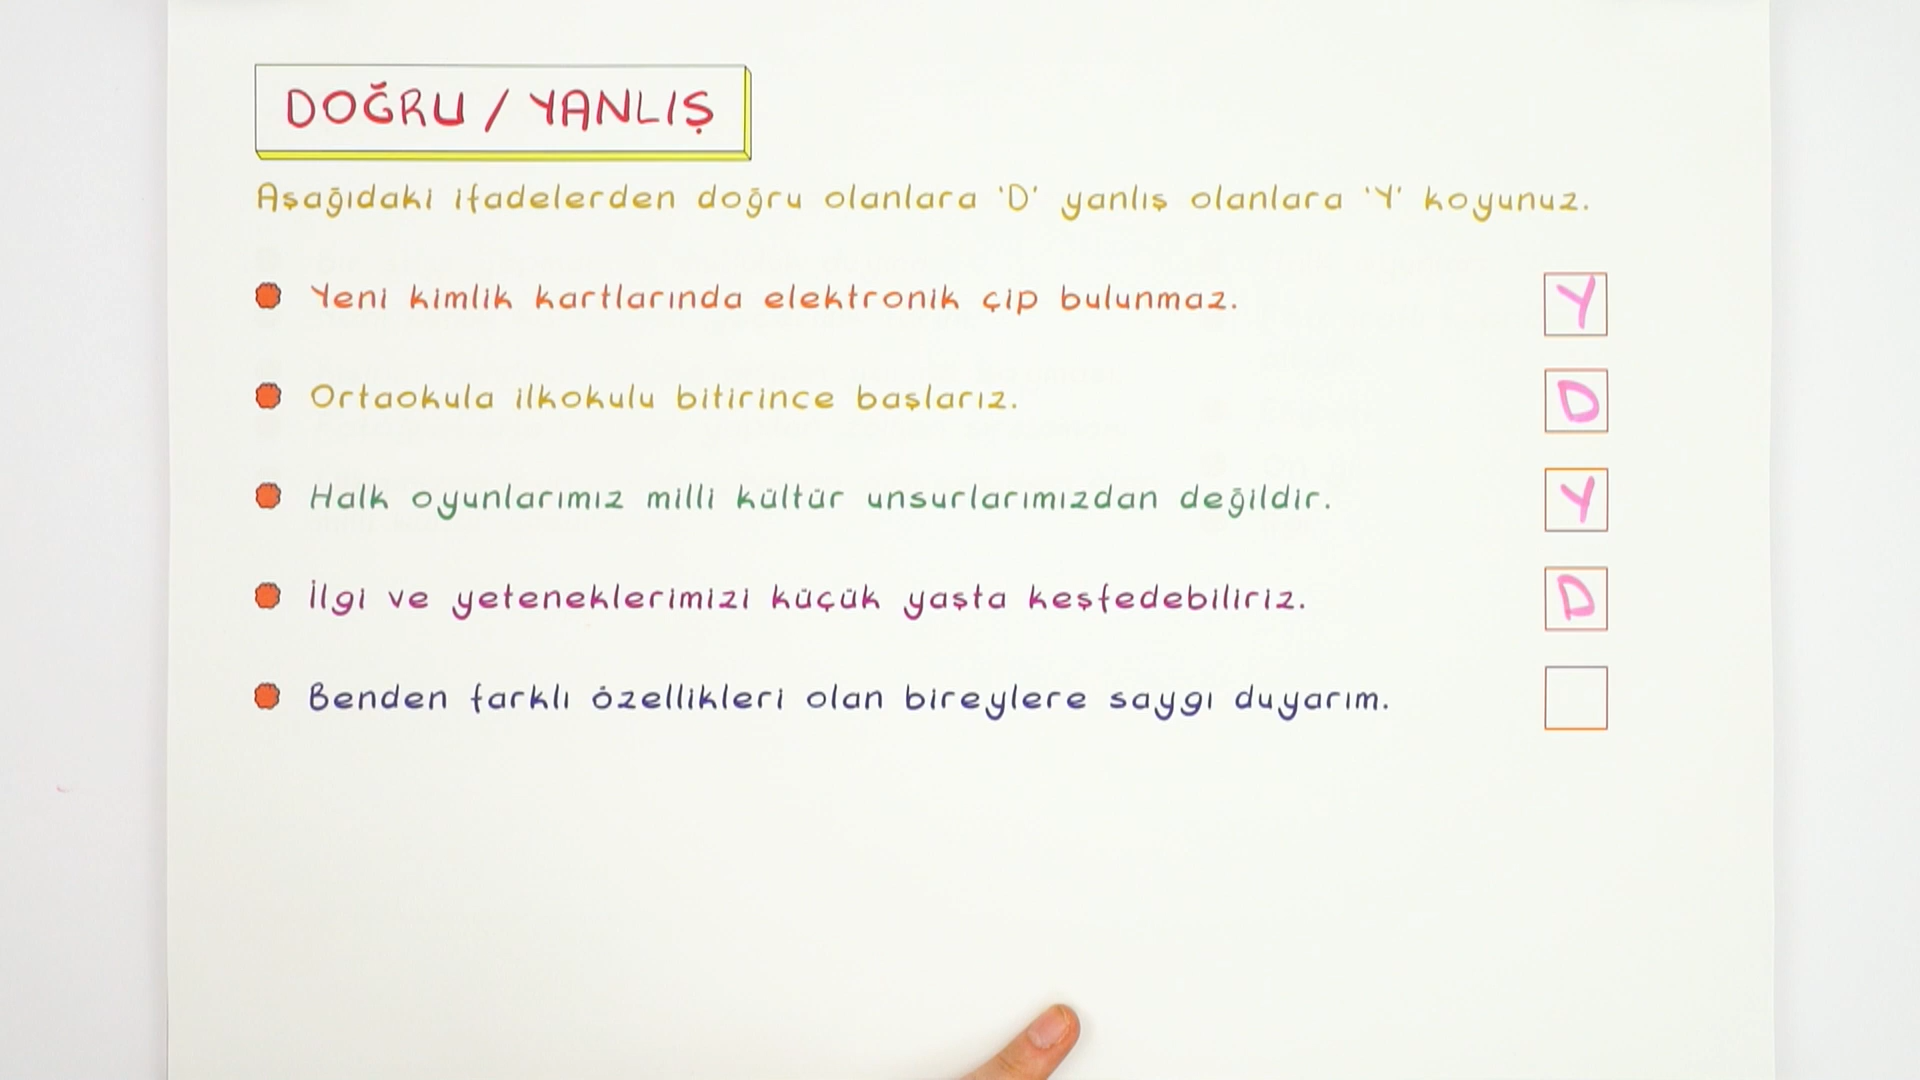 DOĞRU / YANLIŞ
Aşağıdaki ifadelerden doğru olanlara 'D' yanlış olanlara 'Y' koyunuz.
Yeni kimlik kartlarında elektronik çip bulunmaz. Y
Ortaokula ilkokulu bitirince başlarız. D
Halk oyunlarımız milli kültür unsurlarımızdan değildir. Y
İlgi ve yeteneklerimizi küçük yaşta keşfedebiliriz. D
Benden farklı özellikleri olan bireylere saygı duyarım.